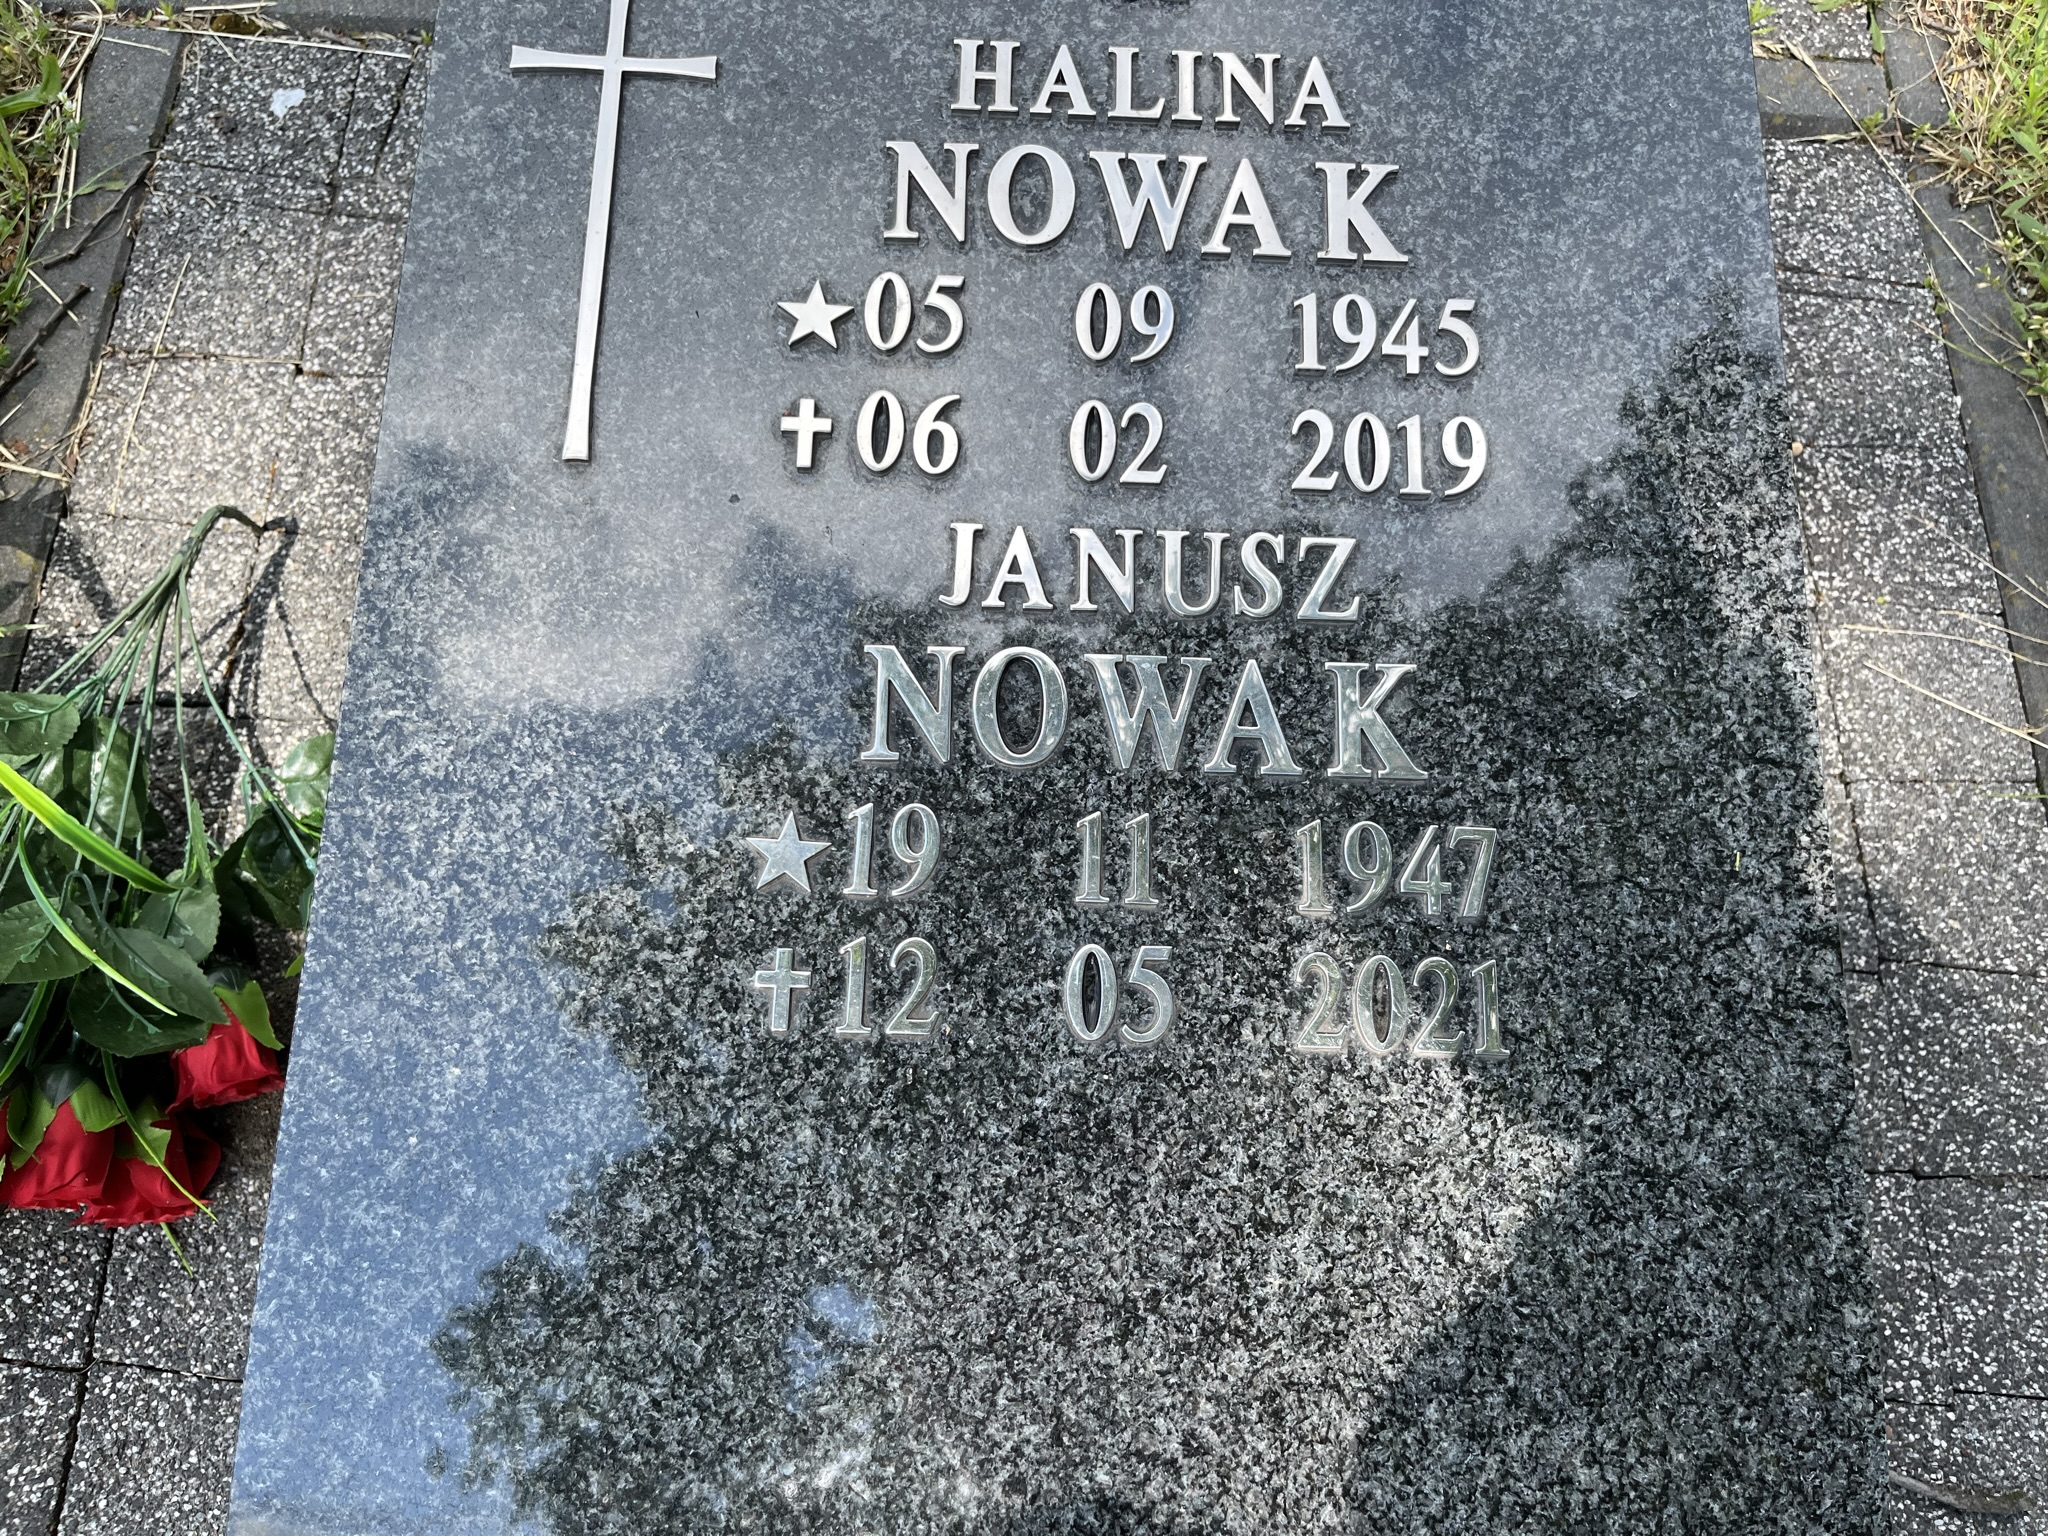 HALINA
NOWAK
★05 09 1945
✝06 02 2019
JANUSZ
NOWAK
★19 11 1947
✝12 05 2021